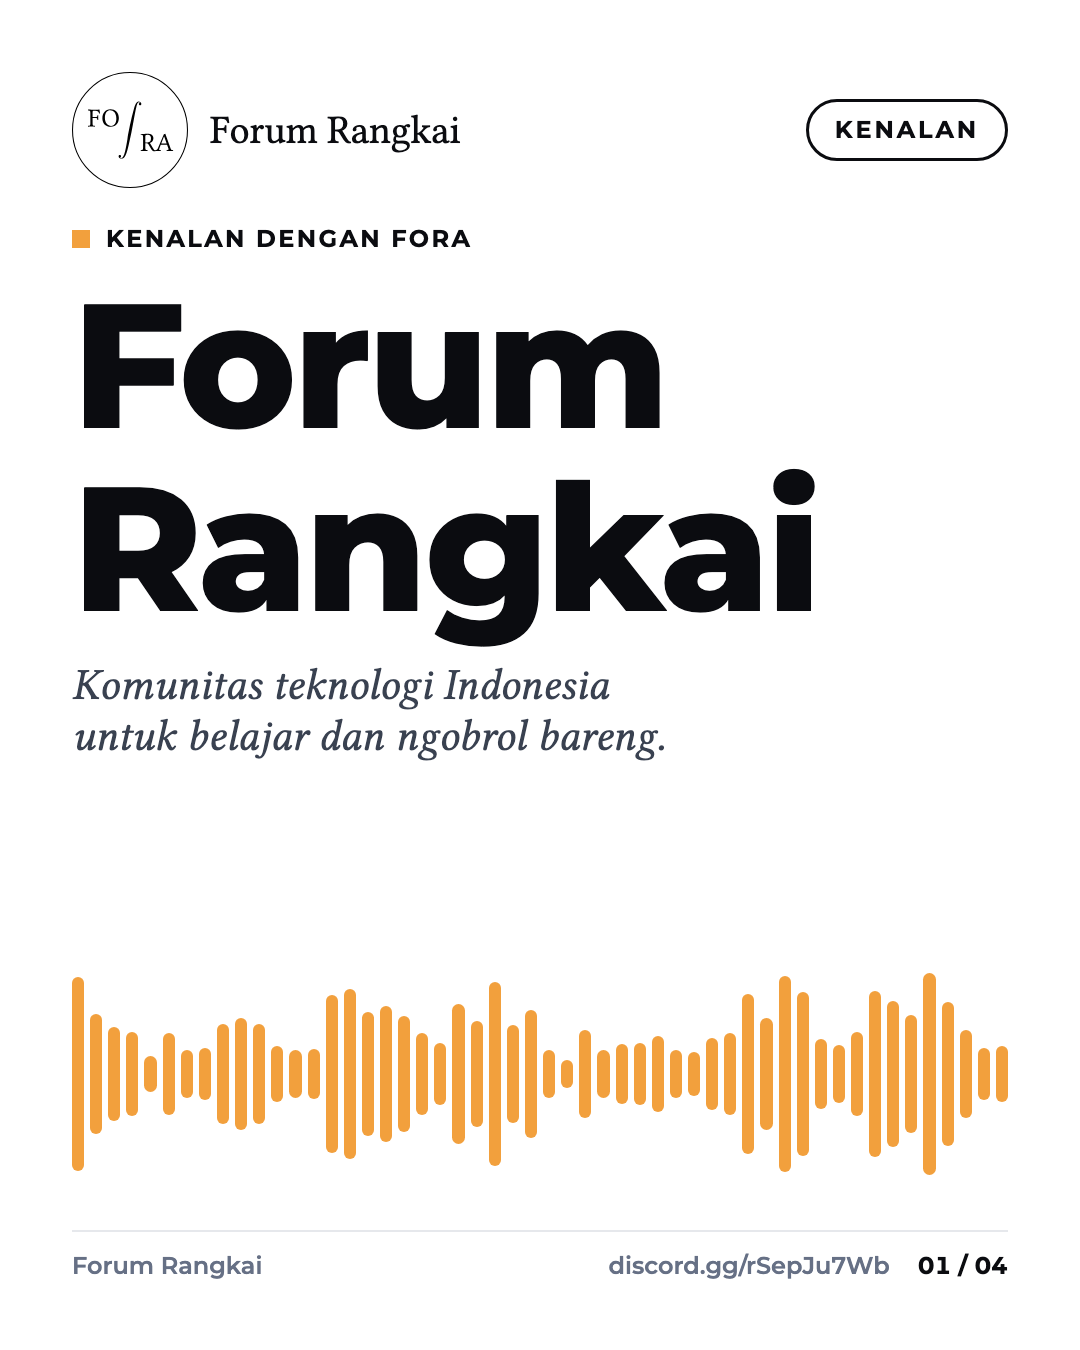 FO
RA
Forum Rangkai
KENALAN
KENALAN DENGAN FORA
Forum
Rangkai
Komunitas teknologi Indonesia
untuk belajar dan ngobrol bareng.
Forum Rangkai
discord.gg/rSepJu7Wb
01 / 04